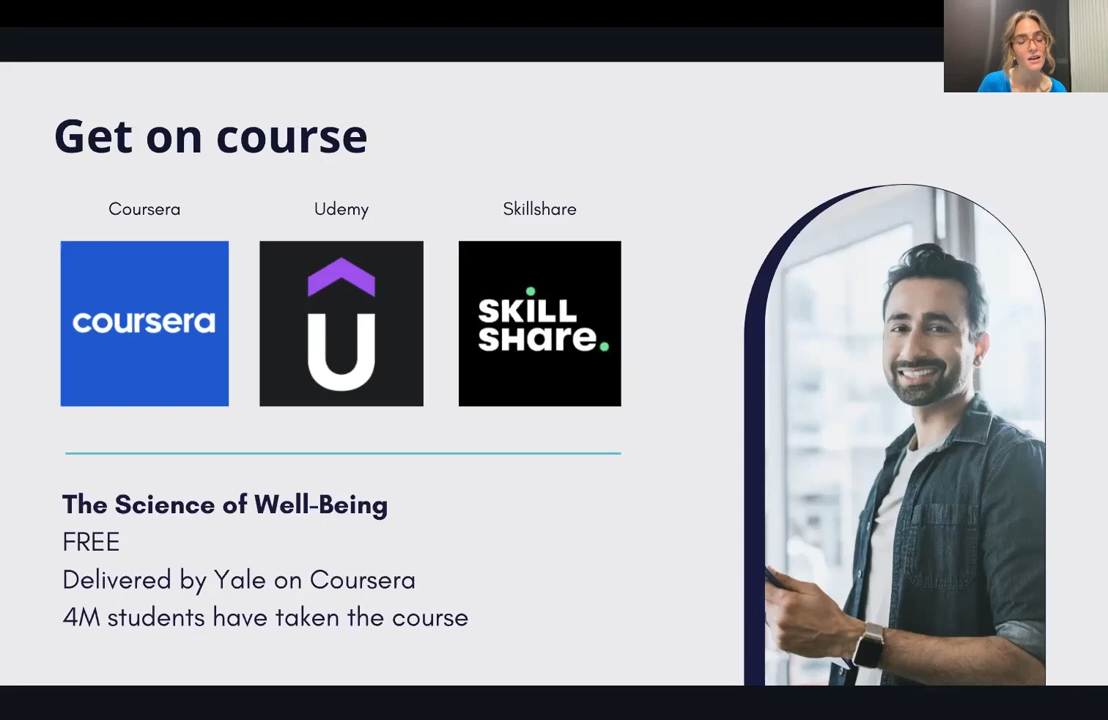 Get on course
Coursera
Udemy
Skillshare
coursera
U
SKILL
SHare.
The Science of Well-Being
FREE
Delivered by Yale on Coursera
4M students have taken the course